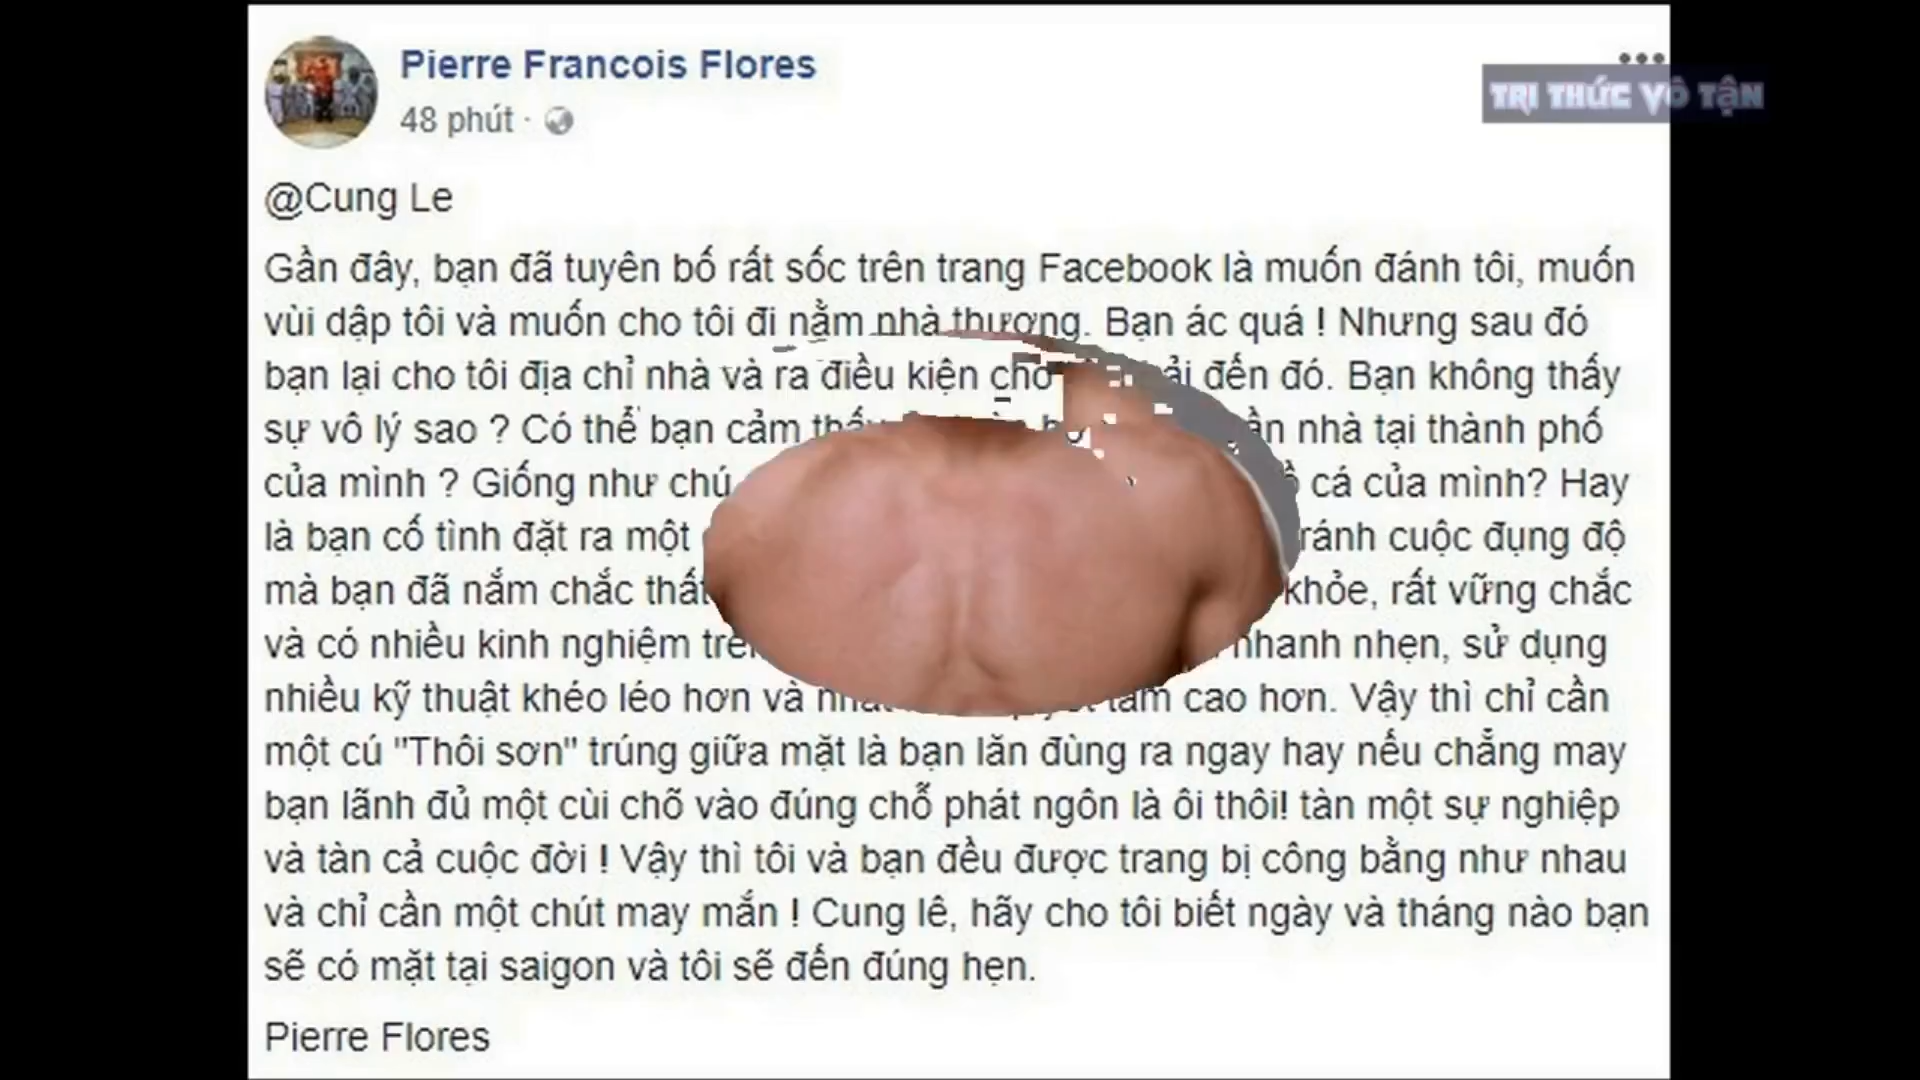 Pierre Francois Flores
48 phút ·
TRI THỨC VÔ TẬN
@Cung Le
Gần đây, bạn đã tuyên bố rất sốc trên trang Facebook là muốn đánh tôi, muốn
vùi dập tôi và muốn cho tôi đi nằm nhà thương. Bạn ác quá ! Nhưng sau đó
bạn lại cho tôi địa chỉ nhà và ra điều kiện cho đến đó. Bạn không thấy
sự vô lý sao ? Có thể bạn cảm thấy nhà tại thành phố
của mình ? Giống như chú cá của mình? Hay
là bạn cố tình đặt ra một cuộc đụng độ
mà bạn đã nắm chắc khỏe, rất vững chắc
và có nhiều kinh nghiệm nhanh nhẹn, sử dụng
nhiều kỹ thuật khéo léo hơn và cao hơn. Vậy thì chỉ cần
một cú "Thôi sơn" trúng giữa mặt là bạn lăn đùng ra ngay hay nếu chẳng may
bạn lãnh đủ một cùi chõ vào đúng chỗ phát ngôn là ôi thôi! tàn một sự nghiệp
và tàn cả cuộc đời ! Vậy thì tôi và bạn đều được trang bị công bằng như nhau
và chỉ cần một chút may mắn ! Cung lê, hãy cho tôi biết ngày và tháng nào bạn
sẽ có mặt tại saigon và tôi sẽ đến đúng hẹn.
Pierre Flores